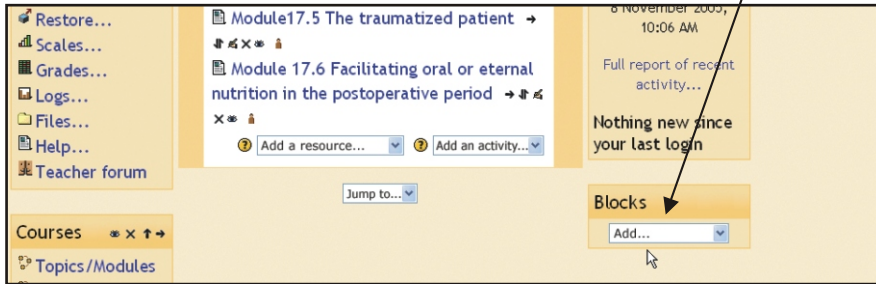 Restore...
Scales...
Grades...
Logs...
Files...
Help...
Teacher forum
Courses
Topics/Modules
Module17.5 The traumatized patient
Module 17.6 Facilitating oral or eternal
nutrition in the postoperative period
Add a resource...
Add an activity...
Jump to...
8 November 2005,
10:06 AM
Full report of recent
activity...
Nothing new since
your last login
Blocks
Add...